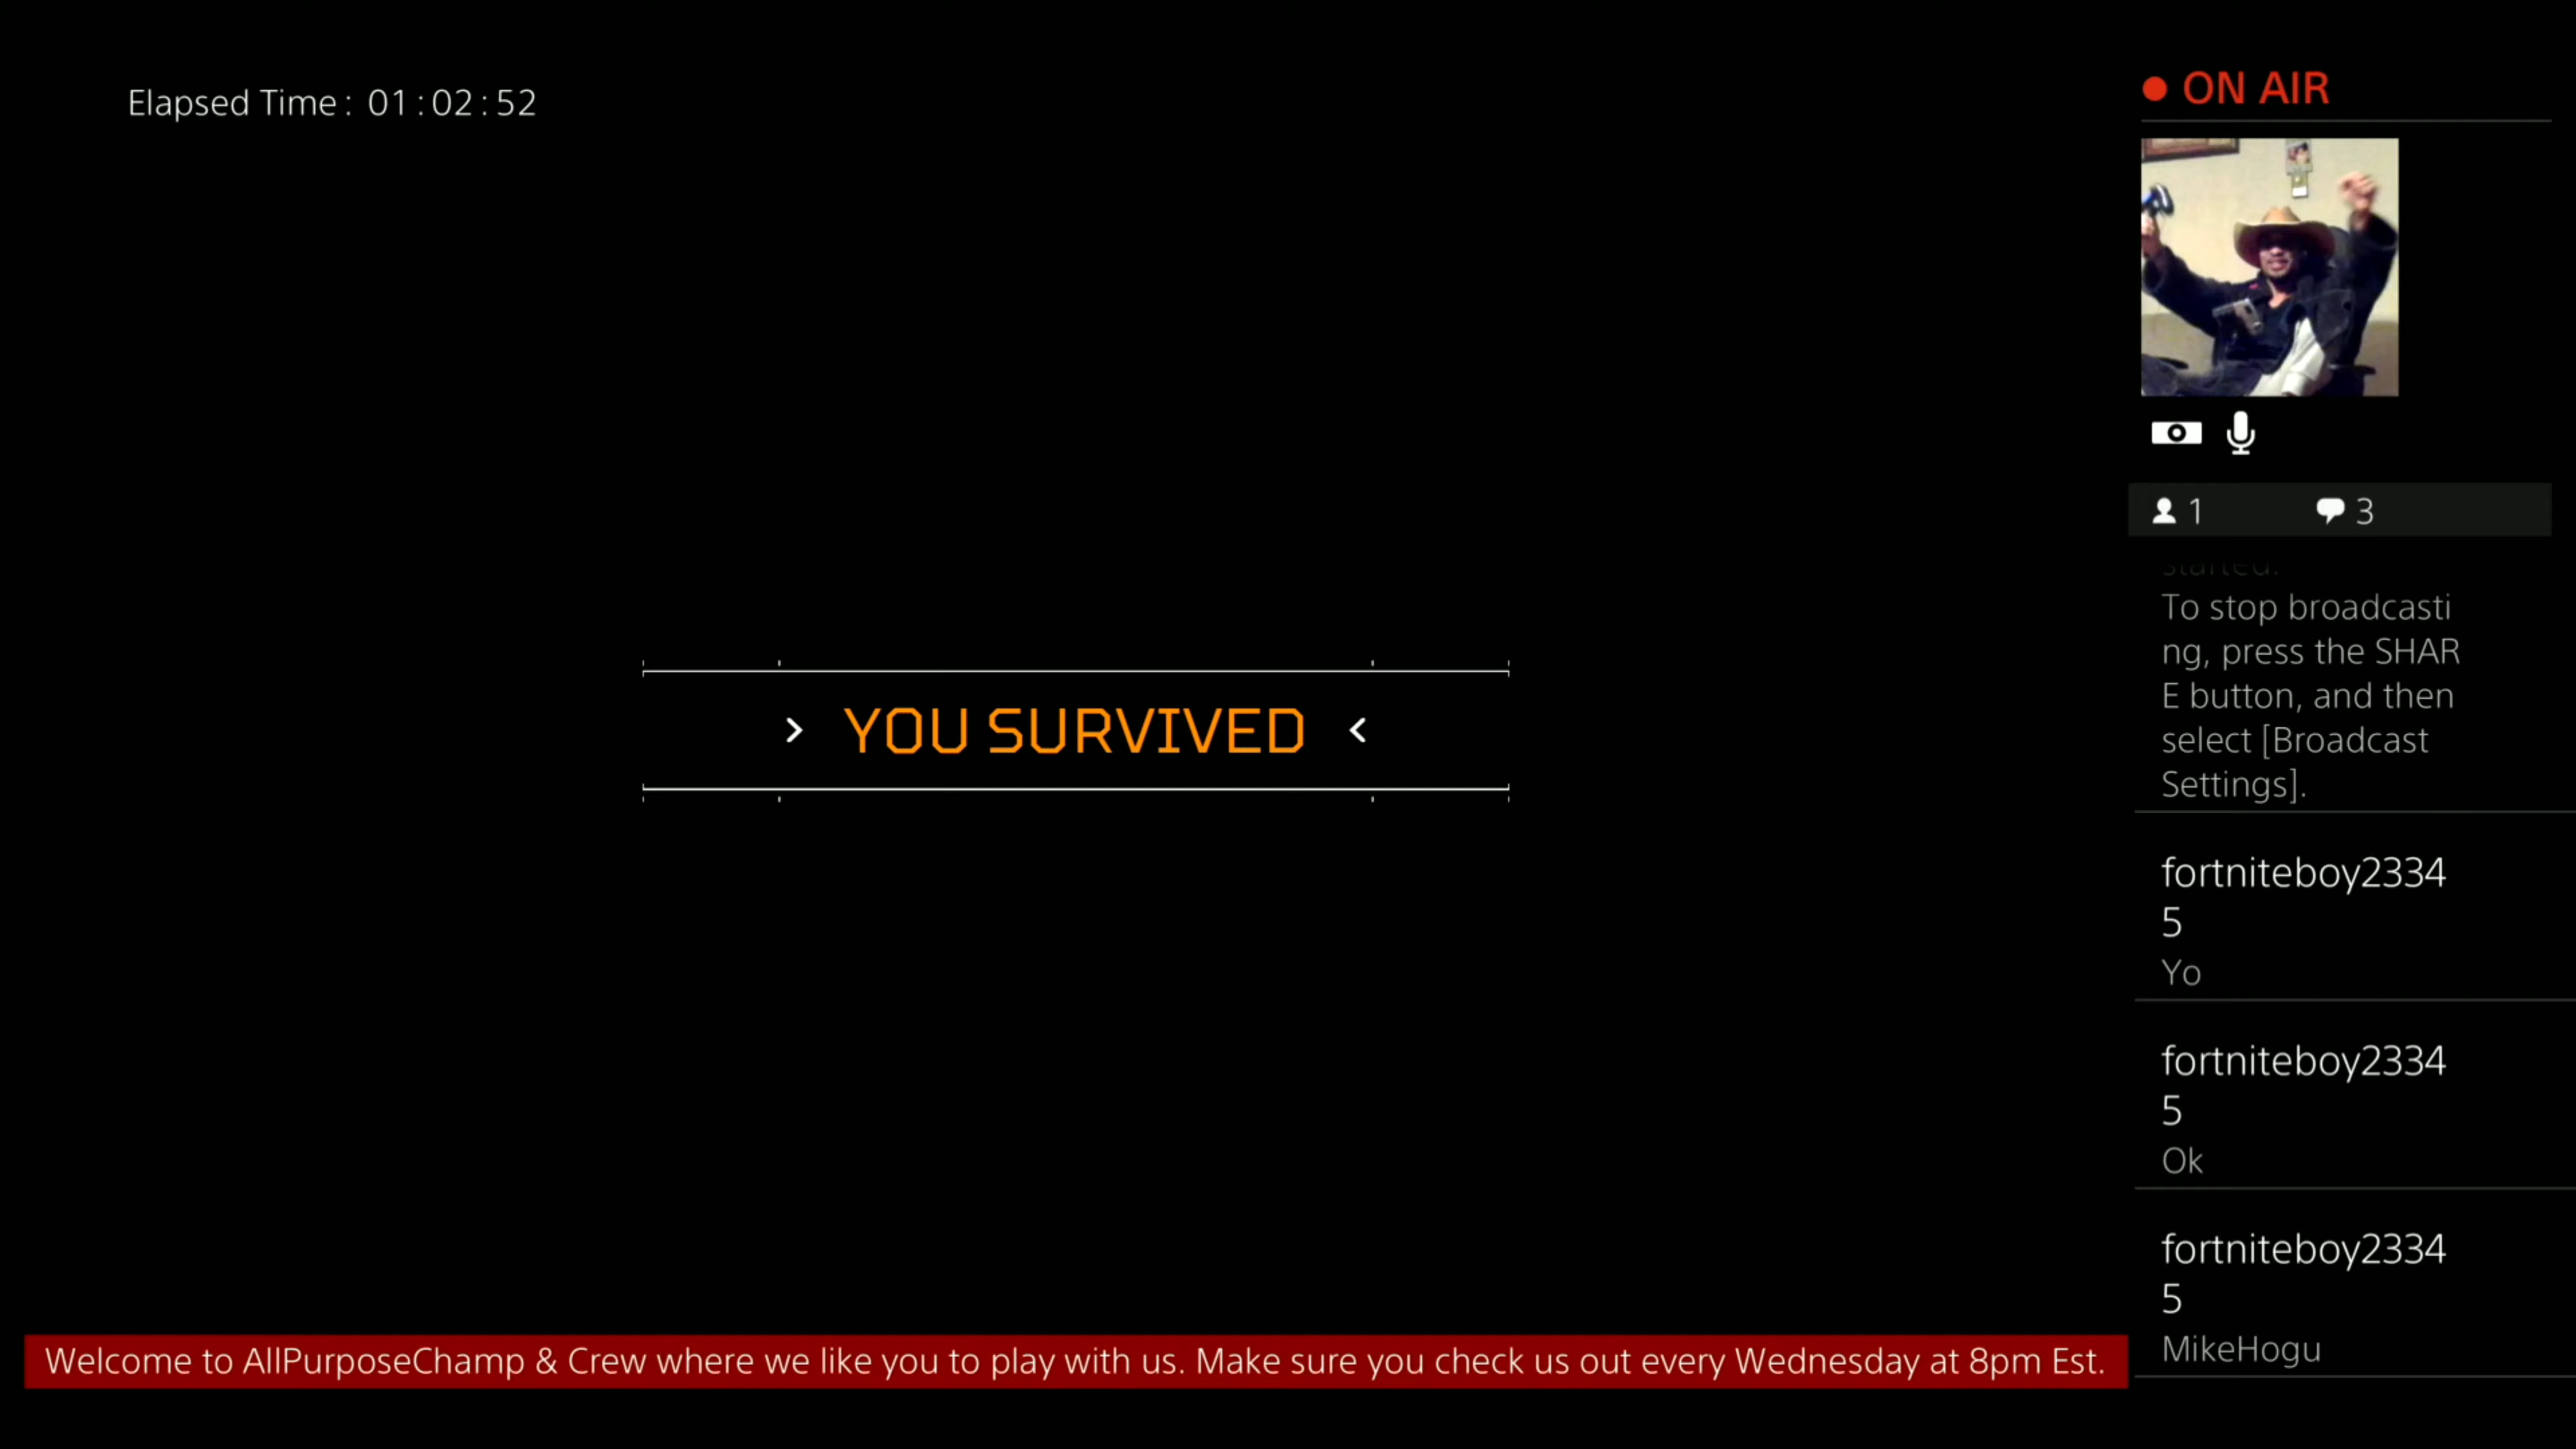 Elapsed Time: 01:02:52
ON AIR
1 3
started.
To stop broadcasti
ng, press the SHAR
E button, and then
select [Broadcast
Settings].
> YOU SURVIVED <
fortniteboy2334
5
Yo
fortniteboy2334
5
Ok
fortniteboy2334
5
MikeHogu
Welcome to AllPurposeChamp & Crew where we like you to play with us. Make sure you check us out every Wednesday at 8pm Est.